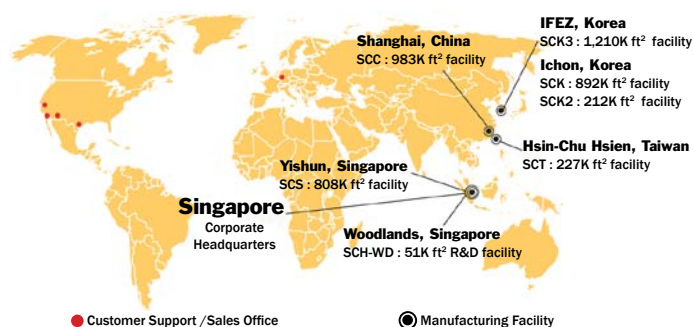 IFEZ, Korea
SCK3 : 1,210K ft² facility
Shanghai, China
SCC : 983K ft² facility
Ichon, Korea
SCK : 892K ft² facility
SCK2 : 212K ft² facility
Hsin-Chu Hsien, Taiwan
SCT : 227K ft² facility
Yishun, Singapore
SCS : 808K ft² facility
Singapore
Corporate
Headquarters
Woodlands, Singapore
SCH-WD : 51K ft² R&D facility
Customer Support /Sales Office
Manufacturing Facility